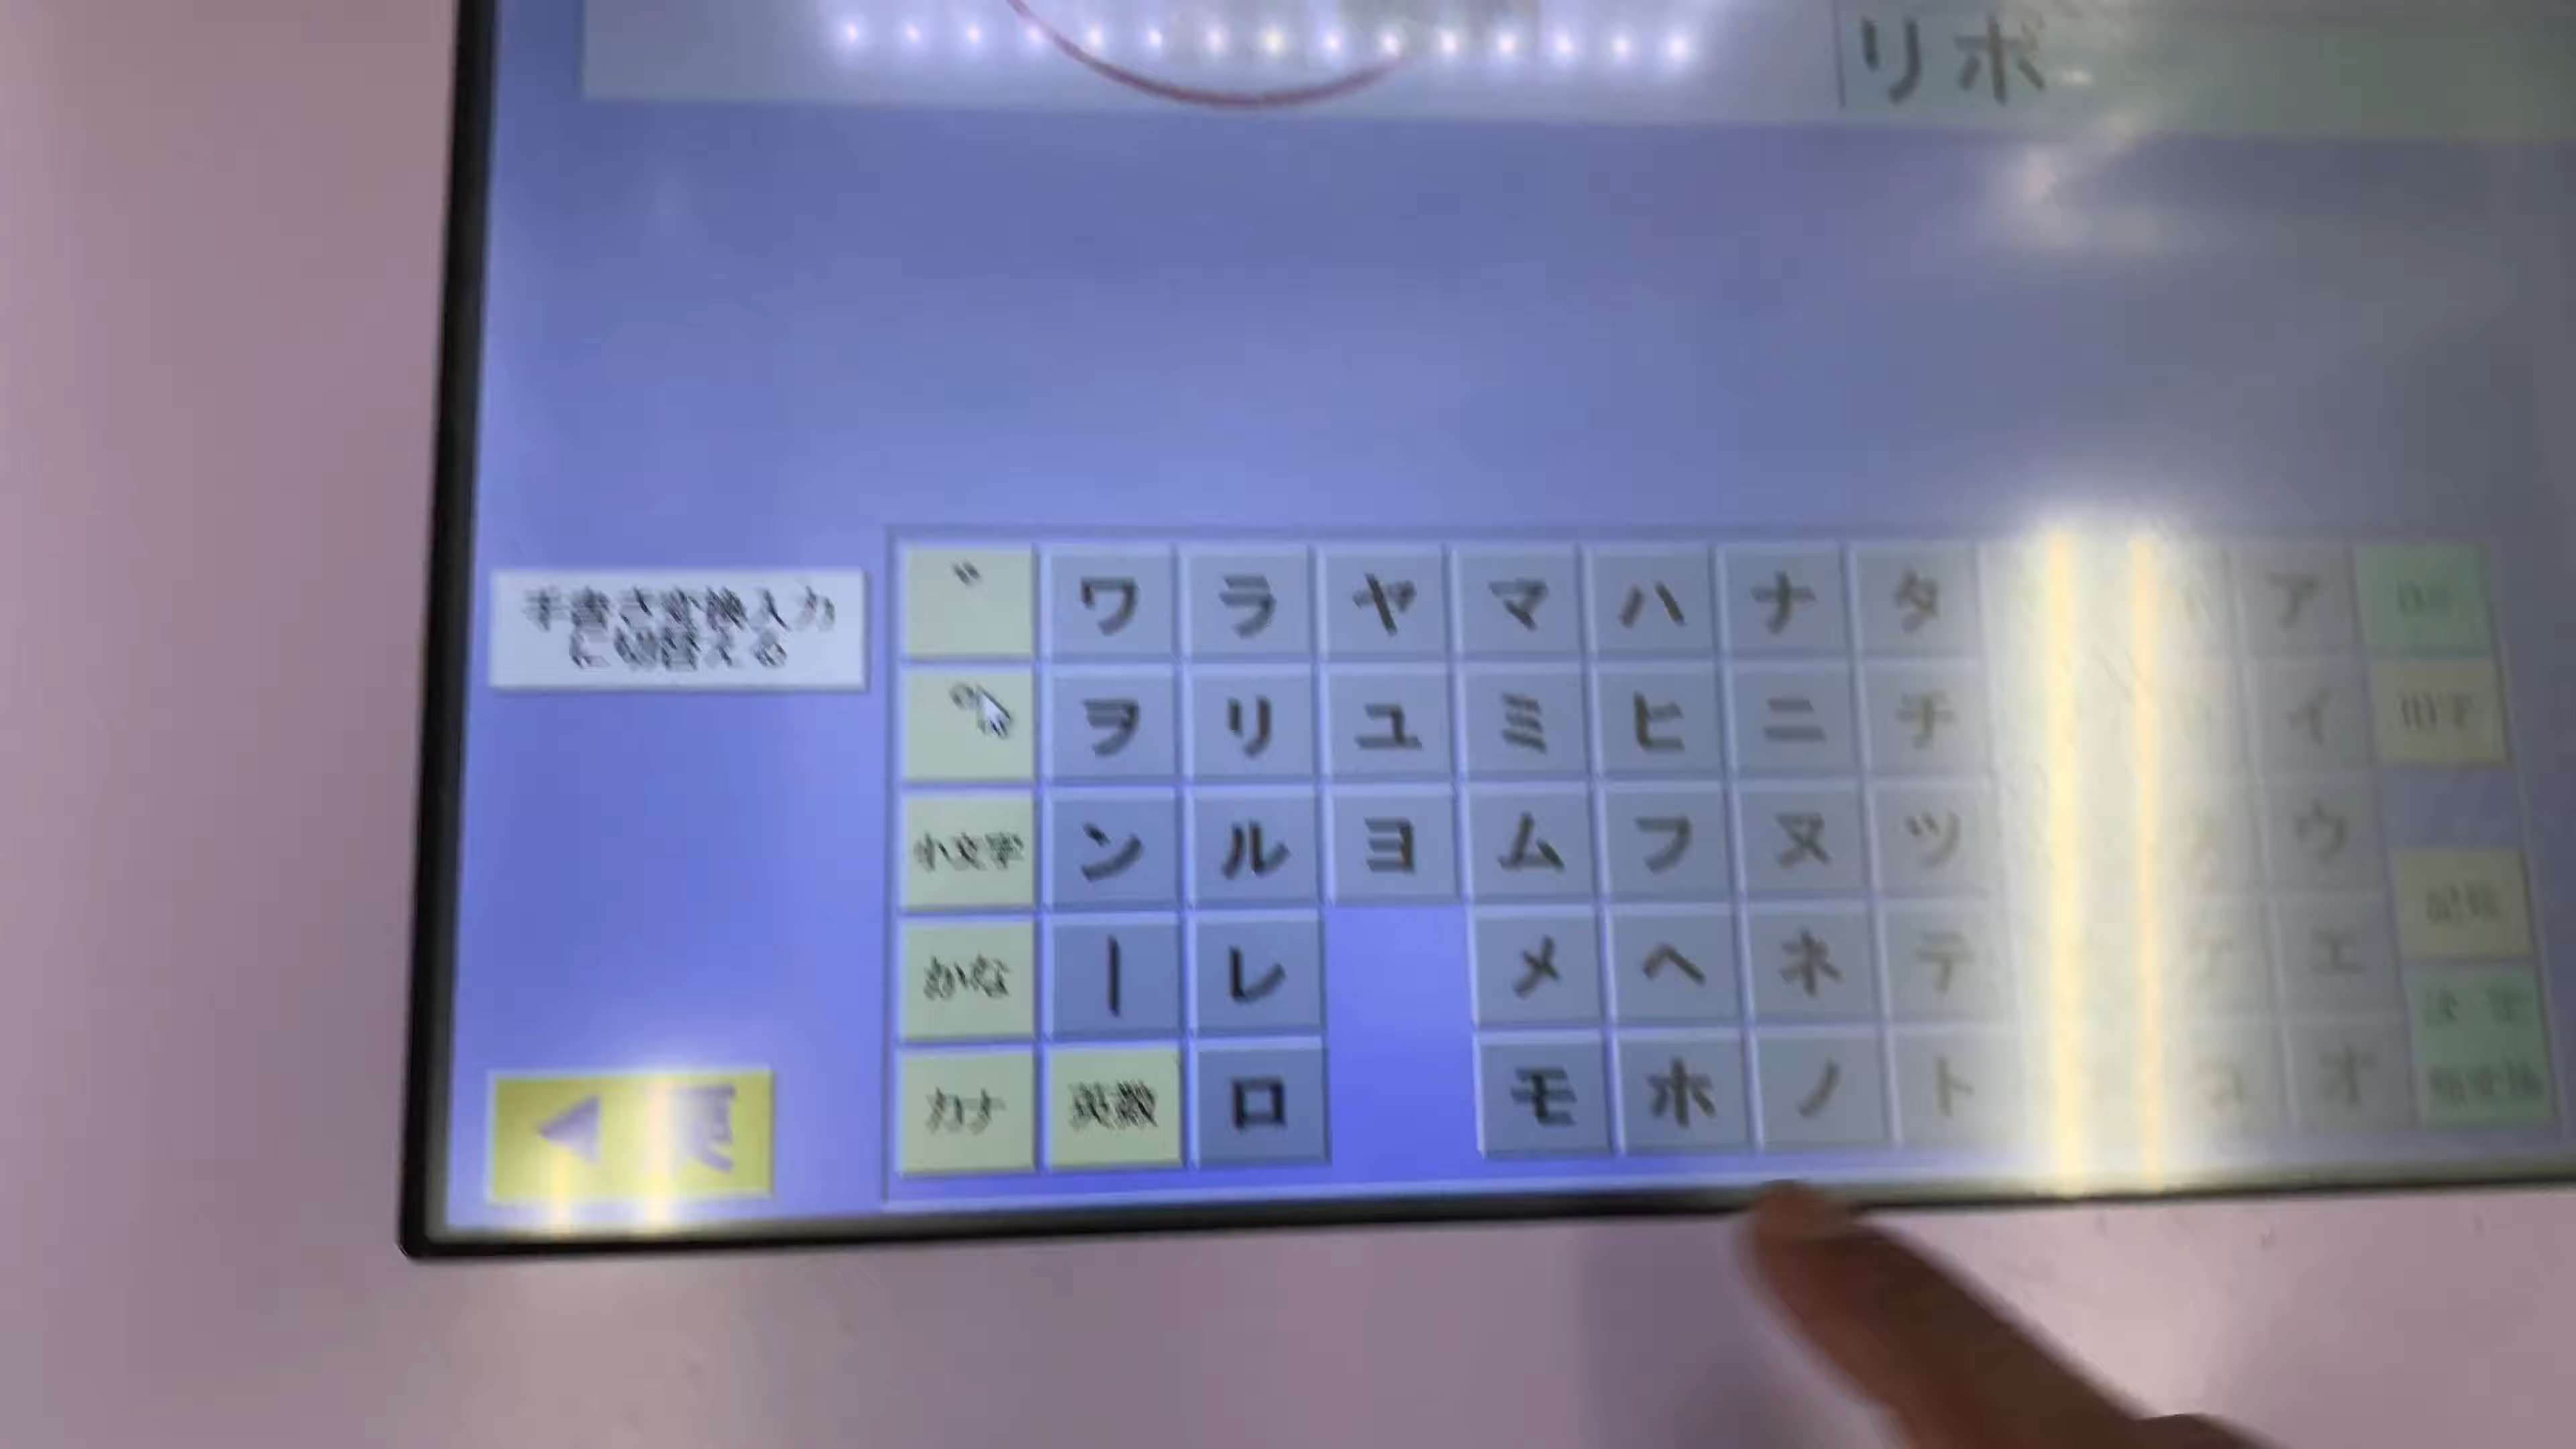 リボ
手書き変換入力
に切替える
゛ ワ ラ ヤ マ ハ ナ タ ア
゜ ヲ リ ユ ミ ヒ ニ チ イ
小文字 ン ル ヨ ム フ ヌ ツ ウ
かな ー レ メ ヘ ネ テ エ
カナ 英数 ロ モ ホ ノ ト コ オ
◀ 戻